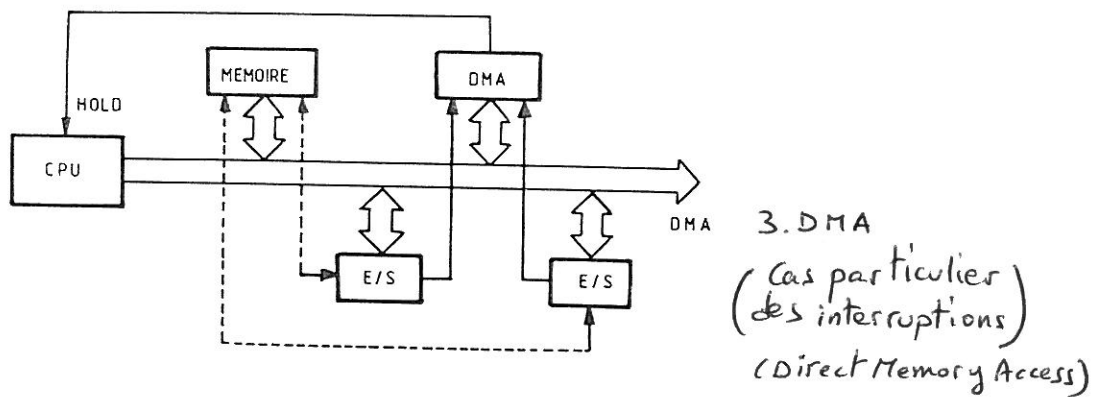 MEMOIRE
DMA
HOLD
CPU
DMA
E/S
E/S
3. DMA
(Cas particulier
des interruptions)
(Direct Memory Access)